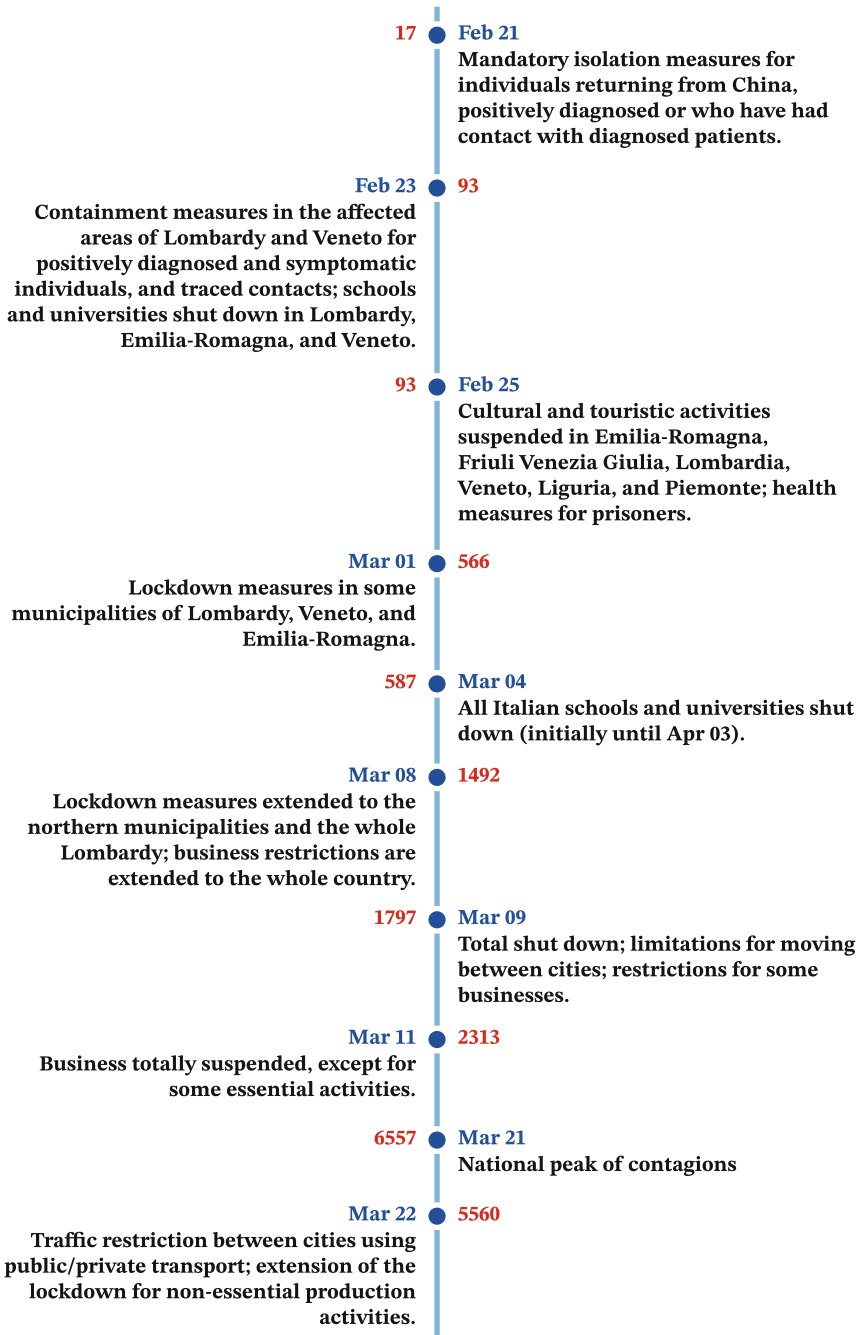 17
Feb 21
Mandatory isolation measures for
individuals returning from China,
positively diagnosed or who have had
contact with diagnosed patients.
Feb 23
93
Containment measures in the affected
areas of Lombardy and Veneto for
positively diagnosed and symptomatic
individuals, and traced contacts; schools
and universities shut down in Lombardy,
Emilia-Romagna, and Veneto.
93
Feb 25
Cultural and touristic activities
suspended in Emilia-Romagna,
Friuli Venezia Giulia, Lombardia,
Veneto, Liguria, and Piemonte; health
measures for prisoners.
Mar 01
566
Lockdown measures in some
municipalities of Lombardy, Veneto, and
Emilia-Romagna.
587
Mar 04
All Italian schools and universities shut
down (initially until Apr 03).
Mar 08
1492
Lockdown measures extended to the
northern municipalities and the whole
Lombardy; business restrictions are
extended to the whole country.
1797
Mar 09
Total shut down; limitations for moving
between cities; restrictions for some
businesses.
Mar 11
2313
Business totally suspended, except for
some essential activities.
6557
Mar 21
National peak of contagions
Mar 22
5560
Traffic restriction between cities using
public/private transport; extension of the
lockdown for non-essential production
activities.